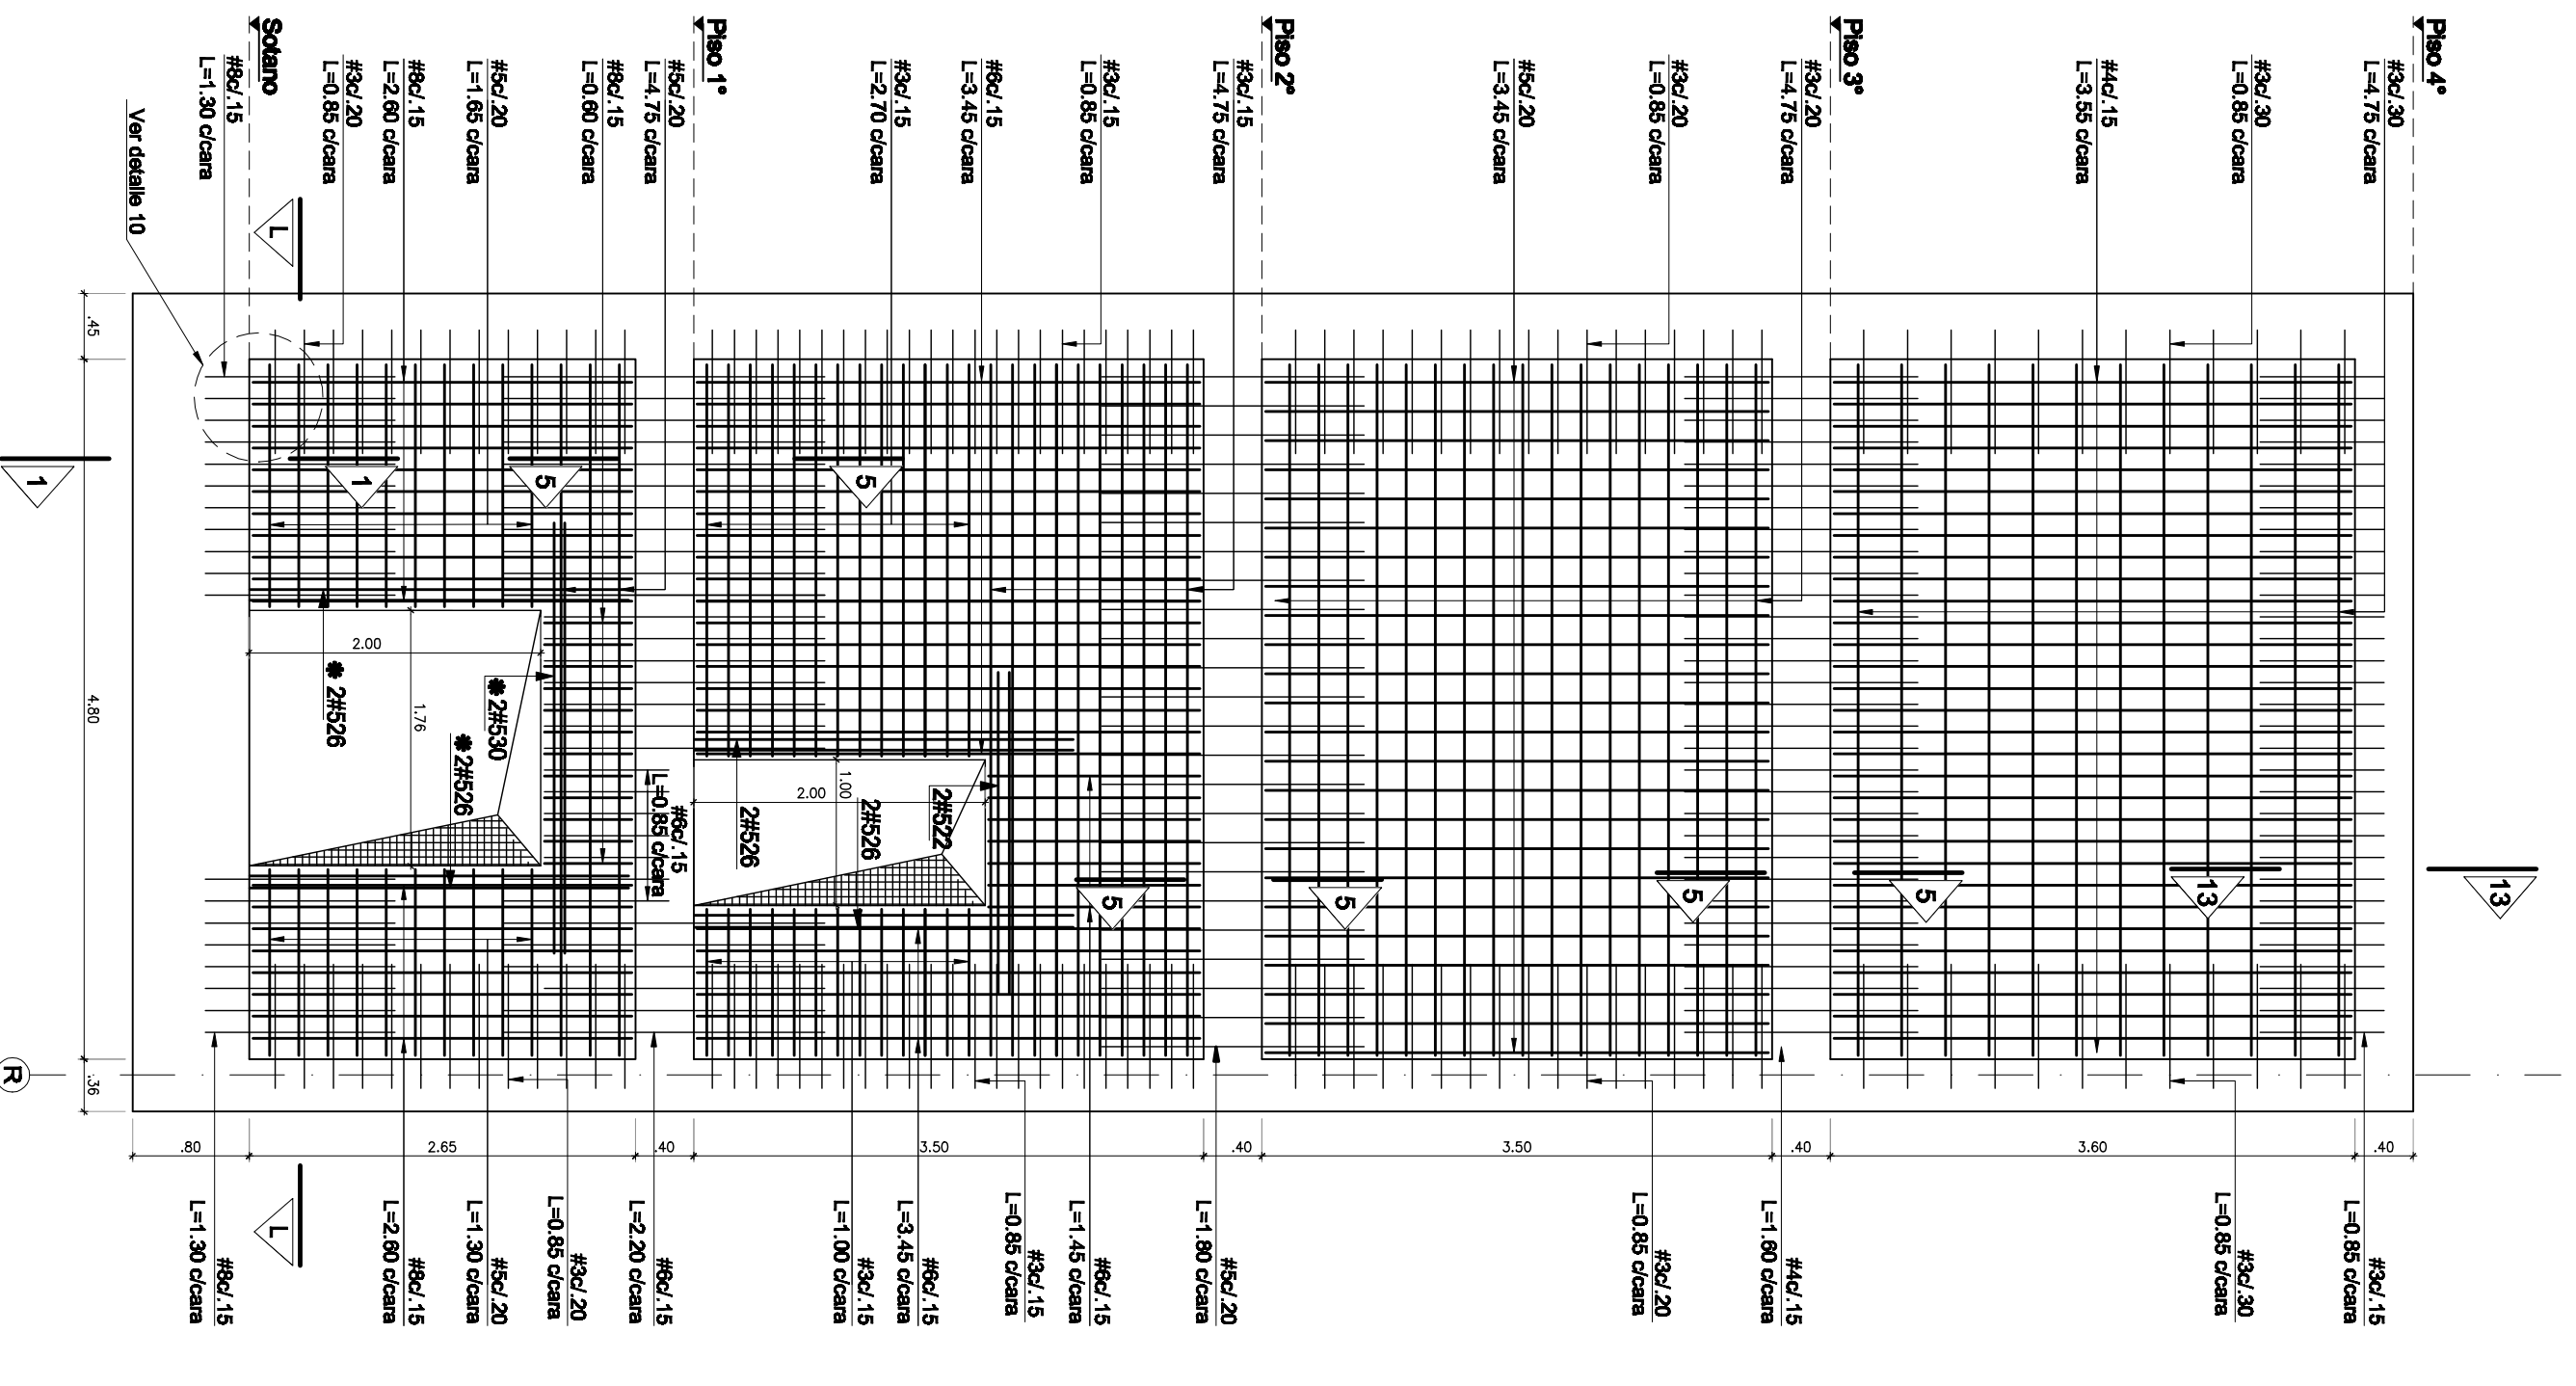 Piso 4°
#3c/.30
L=4.75 c/cara
#3c/.30
L=0.85 c/cara
#4c/.15
L=3.55 c/cara
Piso 3°
#3c/.20
L=4.75 c/cara
#3c/.20
L=0.85 c/cara
#5c/.20
L=3.45 c/cara
Piso 2°
#3c/.15
L=4.75 c/cara
#3c/.15
L=0.85 c/cara
#6c/.15
L=3.45 c/cara
#3c/.15
L=2.70 c/cara
Piso 1°
#5c/.20
L=4.75 c/cara
#8c/.15
L=0.60 c/cara
#5c/.20
L=1.65 c/cara
#8c/.15
L=2.60 c/cara
#3c/.20
L=0.85 c/cara
Sotano
#8c/.15
L=1.30 c/cara
Ver detalle 10
L
.45
4.80
.36
1
1
5
5
5
5
5
5
13
13
2.00
1.76
✱ 2#526
✱ 2#530
✱ 2#526
#6c/.15
L=0.85 c/cara
2.00
1.00
2#526
2#526
2#522
R
.80
2.65
.40
3.50
.40
3.50
.40
3.60
.40
#3c/.15
L=0.85 c/cara
#3c/.30
L=0.85 c/cara
#4c/.15
L=1.60 c/cara
#3c/.20
L=0.85 c/cara
#5c/.20
L=1.80 c/cara
#6c/.15
L=1.45 c/cara
#3c/.15
L=0.85 c/cara
#6c/.15
L=3.45 c/cara
#3c/.15
L=1.00 c/cara
#6c/.15
L=2.20 c/cara
#3c/.20
L=0.85 c/cara
#5c/.20
L=1.30 c/cara
#8c/.15
L=2.60 c/cara
#8c/.15
L=1.30 c/cara
L